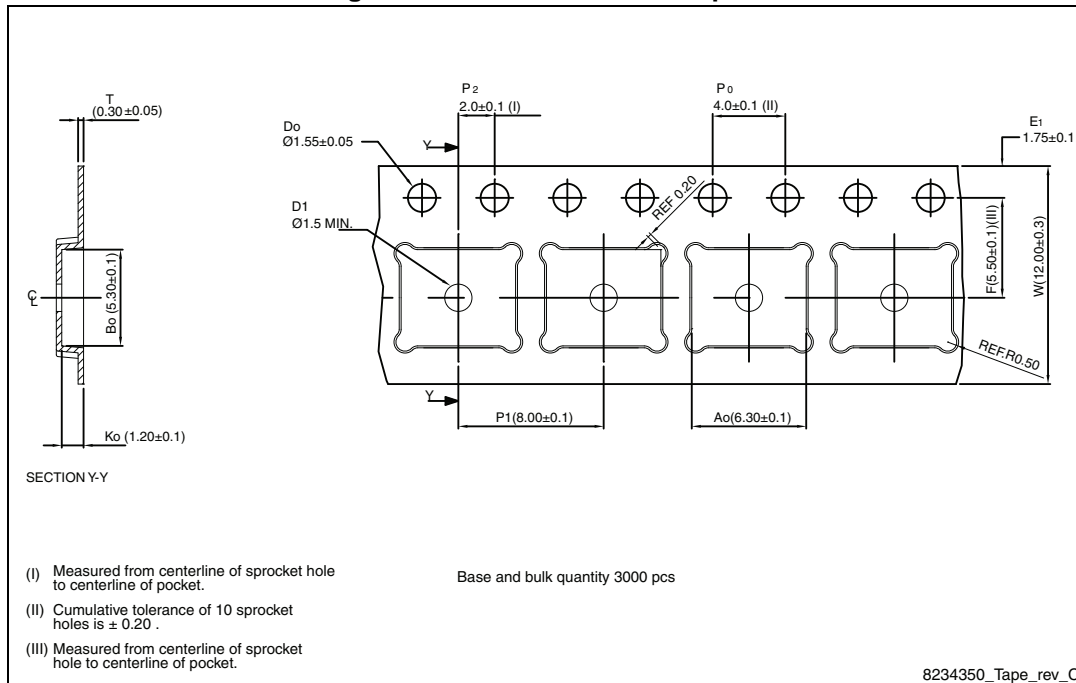 T
(0.30±0.05)
P2
2.0±0.1 (I)
P0
4.0±0.1 (II)
E1
1.75±0.1
Do
Ø1.55±0.05
Y
D1
Ø1.5 MIN.
REF 0.20
F(5.50±0.1)(III)
W(12.00±0.3)
Bo (5.30±0.1)
℄
REF.R0.50
Y
P1(8.00±0.1)
Ao(6.30±0.1)
Ko (1.20±0.1)
SECTION Y-Y
(I) Measured from centerline of sprocket hole
to centerline of pocket.
Base and bulk quantity 3000 pcs
(II) Cumulative tolerance of 10 sprocket
holes is ± 0.20 .
(III) Measured from centerline of sprocket
hole to centerline of pocket.
8234350_Tape_rev_C